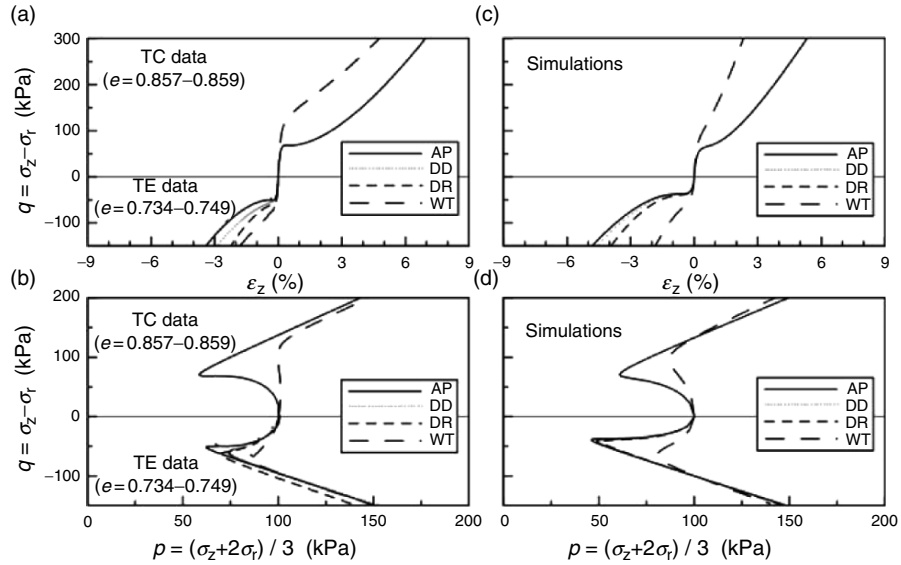 (a)
300
200
100
0
−100
q = σz−σr (kPa)
TC data
(e=0.857−0.859)
TE data
(e=0.734−0.749)
AP
DD
DR
WT
−9 −6 −3 0 3 6 9
εz (%)
(c)
Simulations
AP
DD
DR
WT
−9 −6 −3 0 3 6 9
εz (%)
(b)
200
100
0
−100
q = σz−σr (kPa)
TC data
(e=0.857−0.859)
TE data
(e=0.734−0.749)
AP
DD
DR
WT
0 50 100 150 200
p = (σz+2σr) / 3 (kPa)
(d)
Simulations
AP
DD
DR
WT
0 50 100 150 200
p = (σz+2σr) / 3 (kPa)